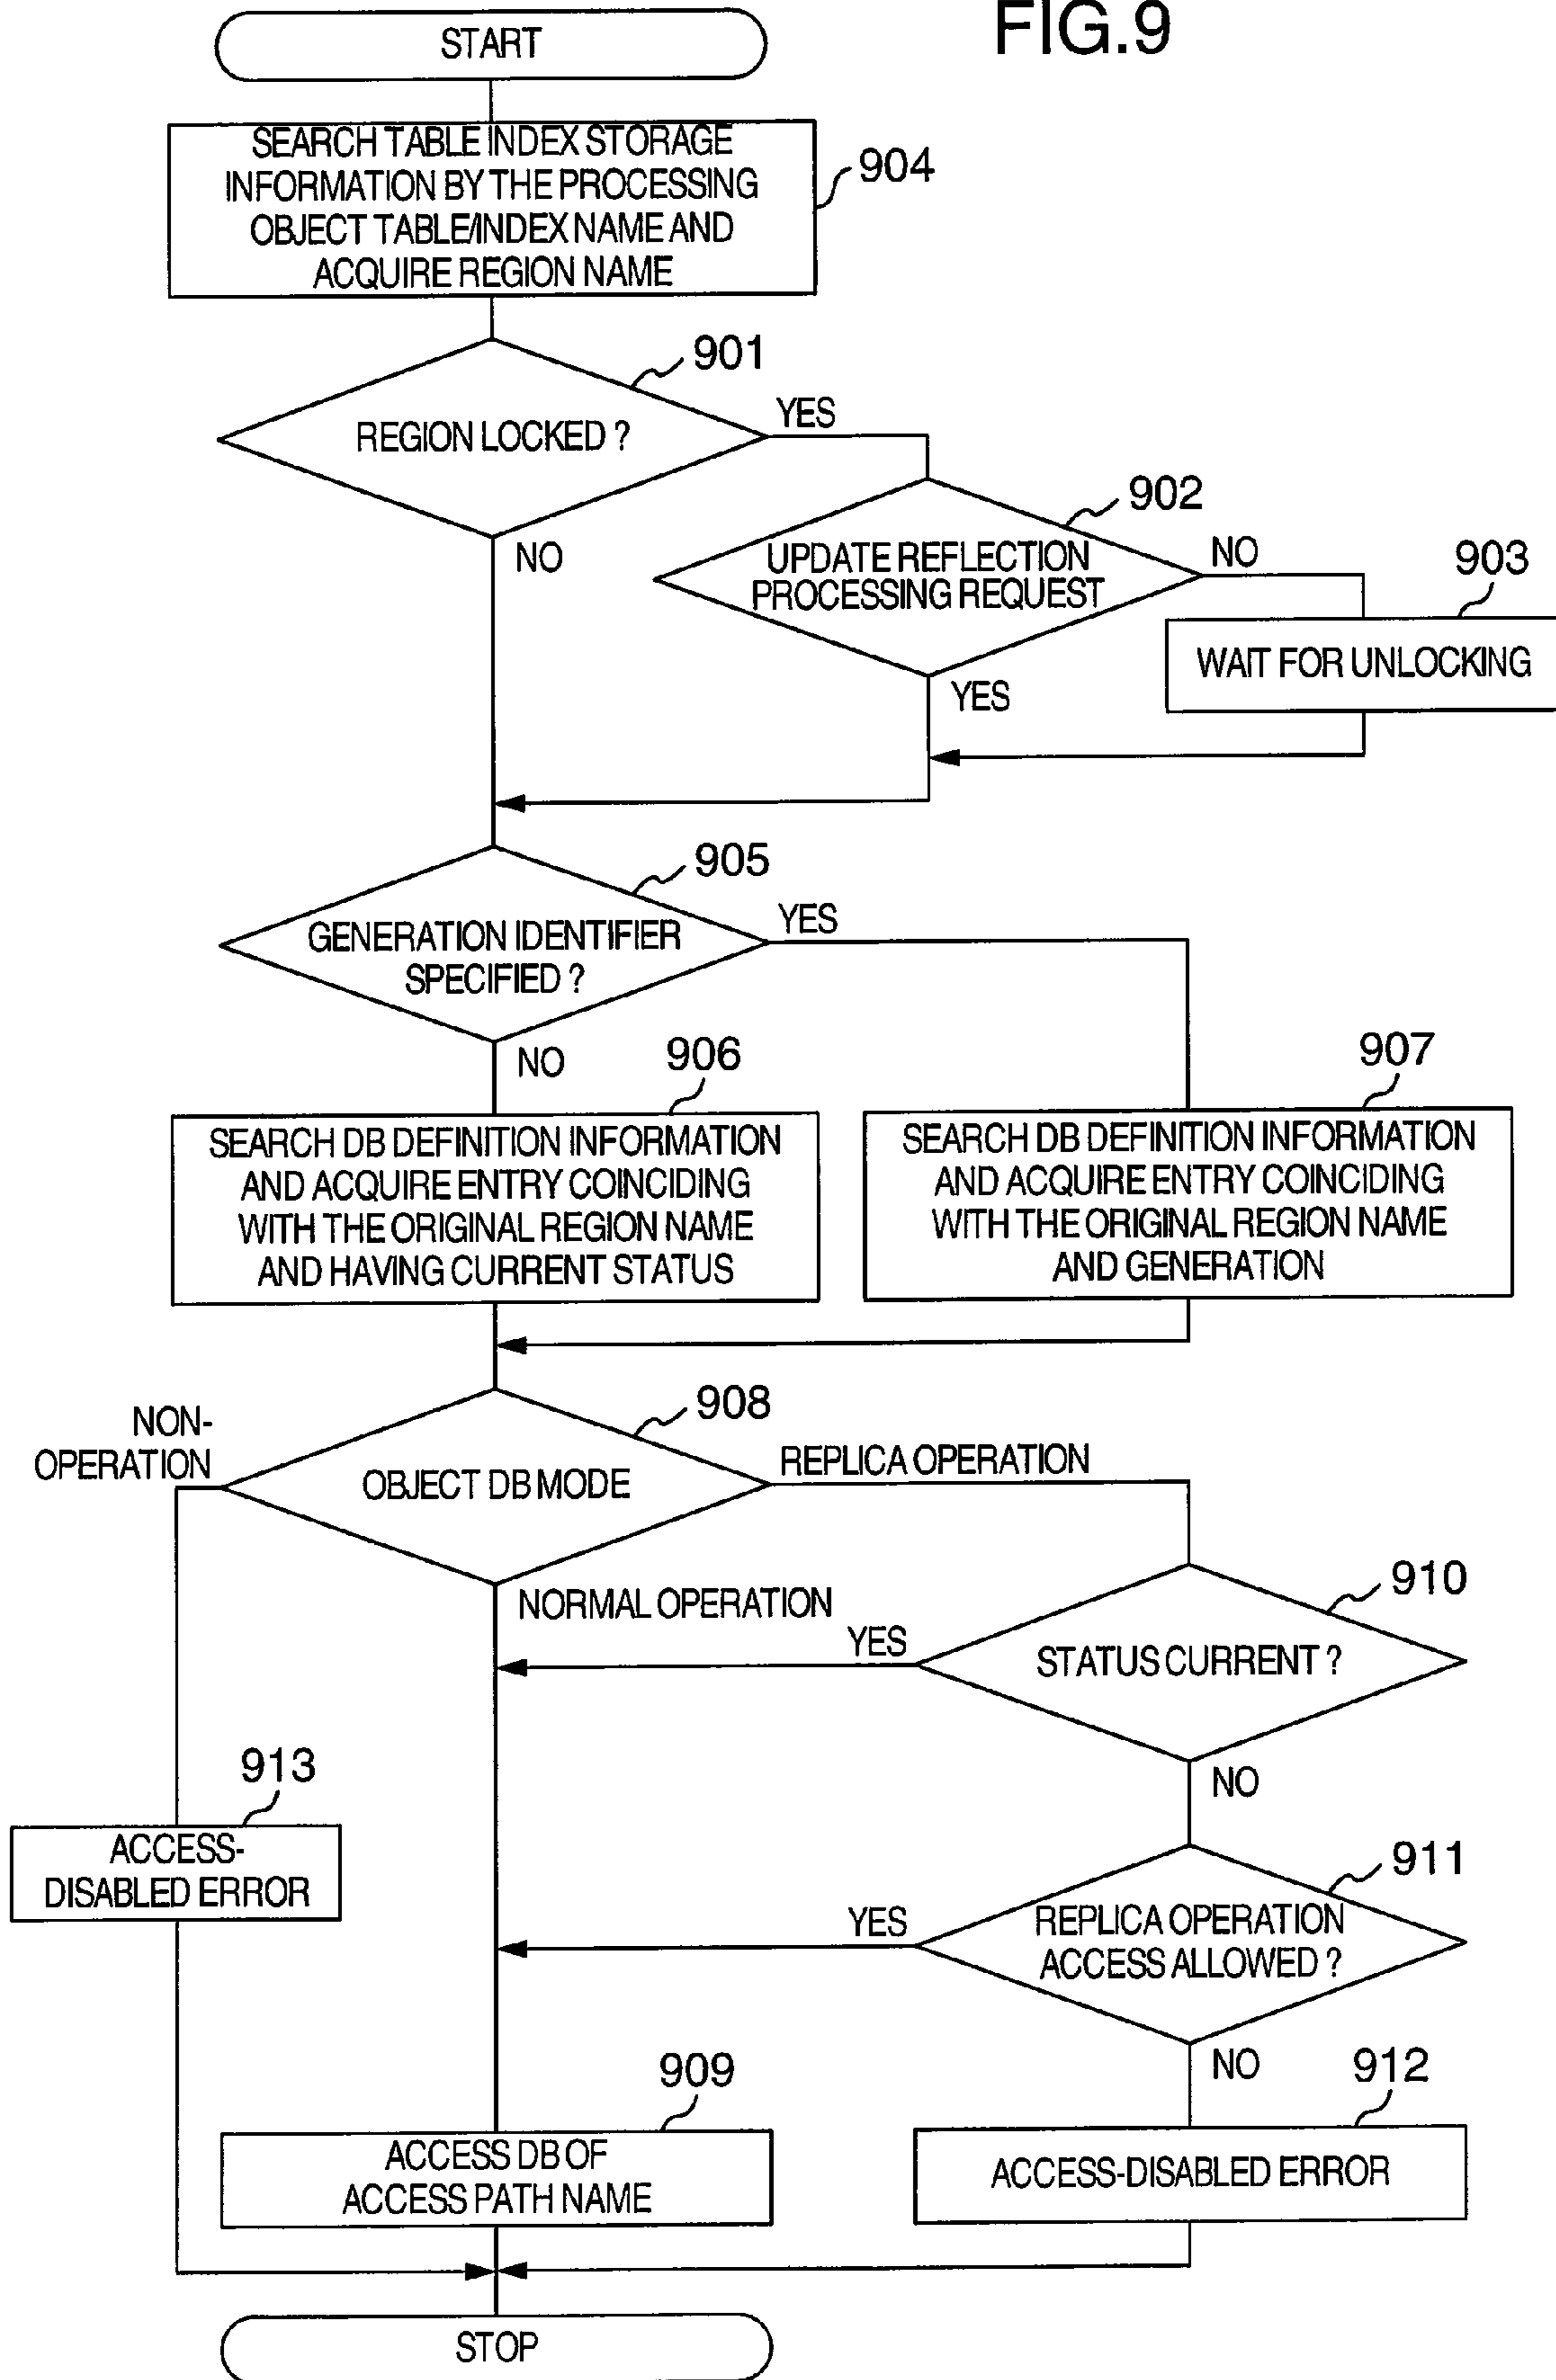 FIG.9
START
SEARCH TABLE INDEX STORAGE
INFORMATION BY THE PROCESSING
OBJECT TABLE/INDEX NAME AND
ACQUIRE REGION NAME
904
901
REGION LOCKED ?
YES
NO
902
UPDATE REFLECTION
PROCESSING REQUEST
NO
YES
903
WAIT FOR UNLOCKING
905
GENERATION IDENTIFIER
SPECIFIED ?
YES
NO
906
SEARCH DB DEFINITION INFORMATION
AND ACQUIRE ENTRY COINCIDING
WITH THE ORIGINAL REGION NAME
AND HAVING CURRENT STATUS
907
SEARCH DB DEFINITION INFORMATION
AND ACQUIRE ENTRY COINCIDING
WITH THE ORIGINAL REGION NAME
AND GENERATION
908
NON-
OPERATION
OBJECT DB MODE
REPLICA OPERATION
NORMAL OPERATION
910
YES
STATUS CURRENT ?
NO
913
ACCESS-
DISABLED ERROR
911
YES
REPLICA OPERATION
ACCESS ALLOWED ?
NO
909
ACCESS DB OF
ACCESS PATH NAME
912
ACCESS-DISABLED ERROR
STOP